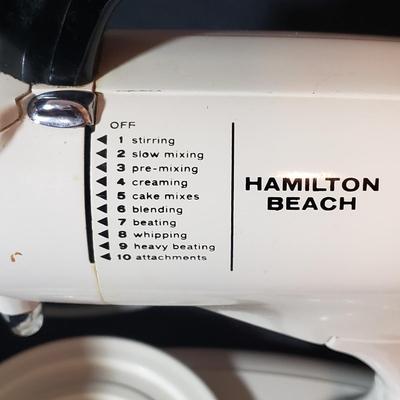 OFF
1 stirring
2 slow mixing
3 pre-mixing
4 creaming
5 cake mixes
6 blending
7 beating
8 whipping
9 heavy beating
10 attachments
HAMILTON
BEACH